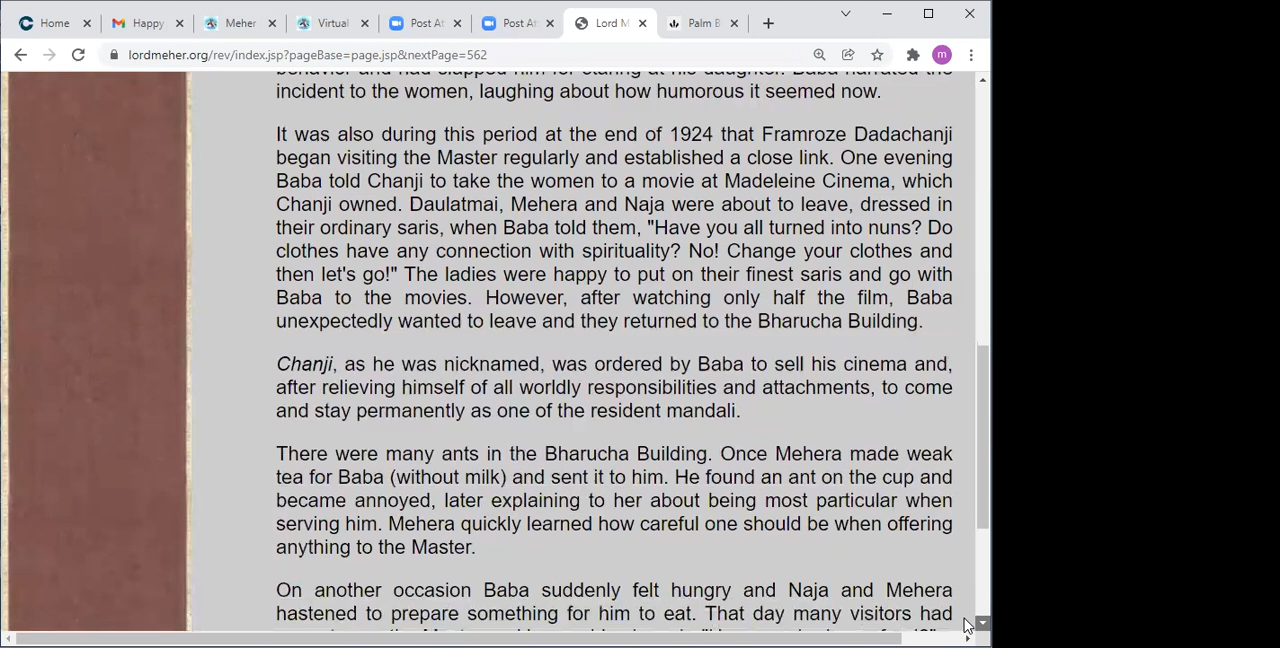 Home
Happy
Meher
Virtual
Post At
Post At
Lord M
Palm B
lordmeher.org/rev/index.jsp?pageBase=page.jsp&nextPage=562
m
behavior and had slapped him for staring at his daughter. Baba narrated the
incident to the women, laughing about how humorous it seemed now.
It was also during this period at the end of 1924 that Framroze Dadachanji
began visiting the Master regularly and established a close link. One evening
Baba told Chanji to take the women to a movie at Madeleine Cinema, which
Chanji owned. Daulatmai, Mehera and Naja were about to leave, dressed in
their ordinary saris, when Baba told them, "Have you all turned into nuns? Do
clothes have any connection with spirituality? No! Change your clothes and
then let's go!" The ladies were happy to put on their finest saris and go with
Baba to the movies. However, after watching only half the film, Baba
unexpectedly wanted to leave and they returned to the Bharucha Building.
Chanji, as he was nicknamed, was ordered by Baba to sell his cinema and,
after relieving himself of all worldly responsibilities and attachments, to come
and stay permanently as one of the resident mandali.
There were many ants in the Bharucha Building. Once Mehera made weak
tea for Baba (without milk) and sent it to him. He found an ant on the cup and
became annoyed, later explaining to her about being most particular when
serving him. Mehera quickly learned how careful one should be when offering
anything to the Master.
On another occasion Baba suddenly felt hungry and Naja and Mehera
hastened to prepare something for him to eat. That day many visitors had